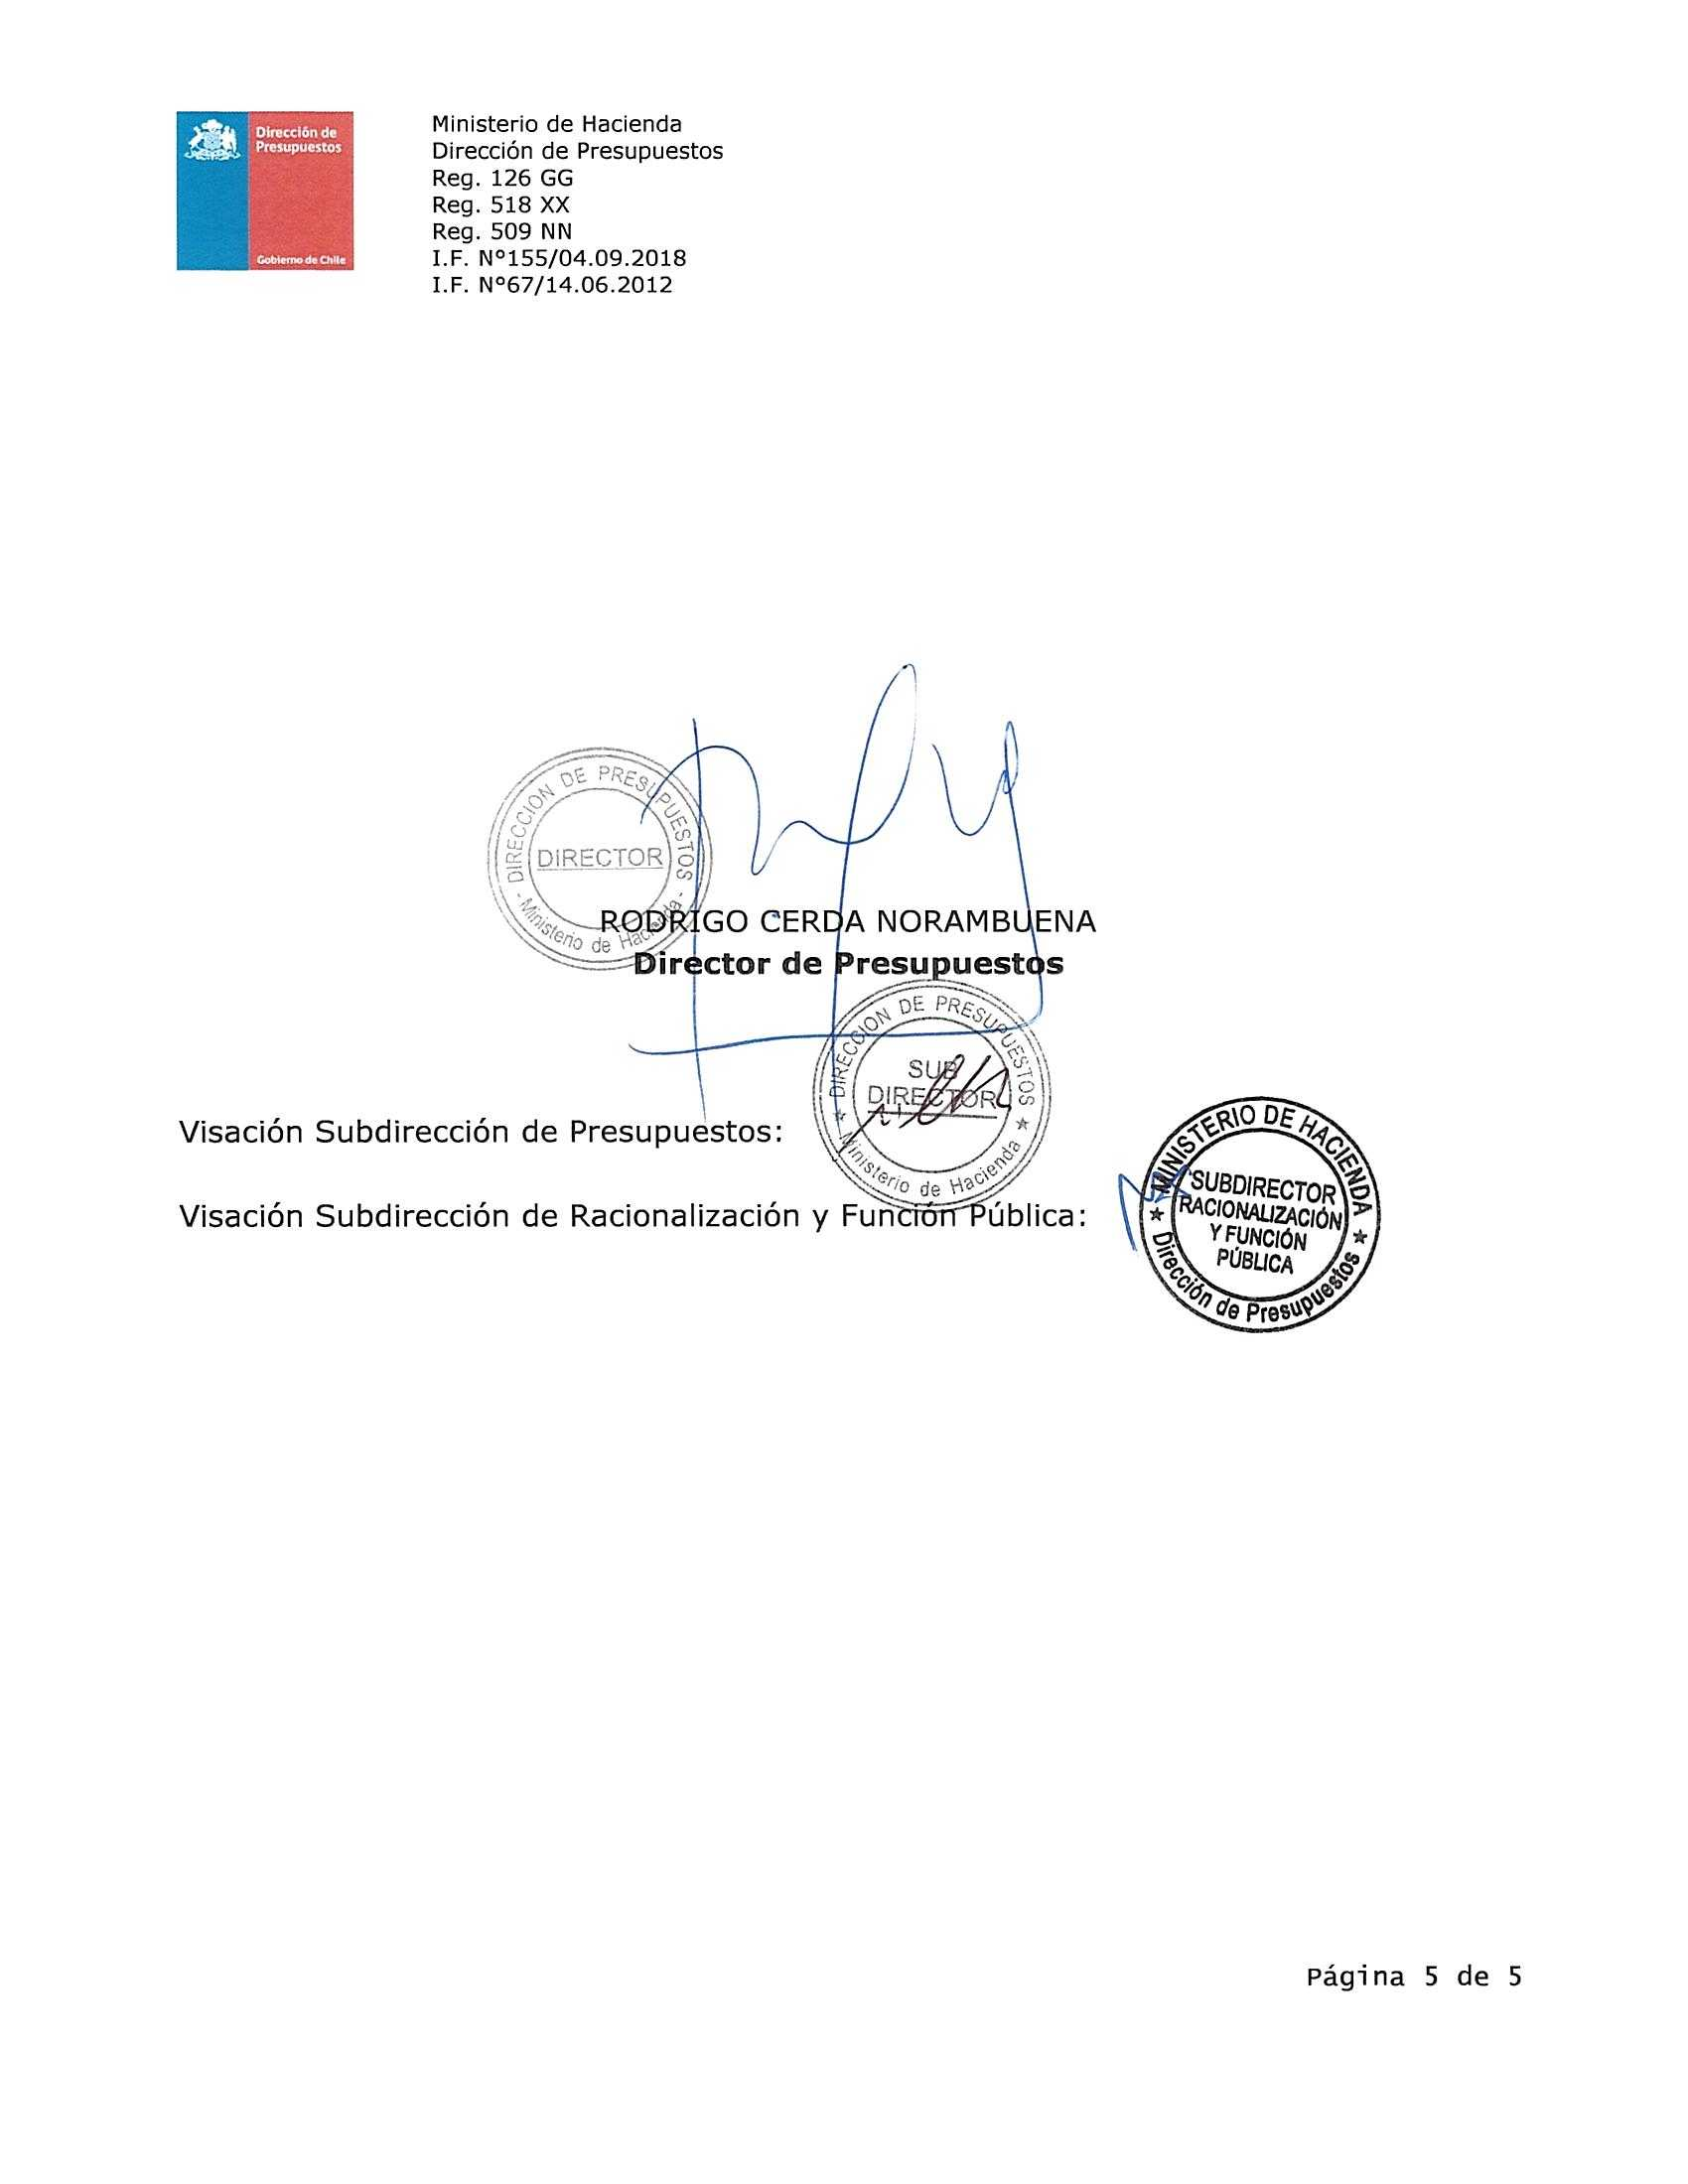 Dirección de
Presupuestos
Gobierno de Chile
Ministerio de Hacienda
Dirección de Presupuestos
Reg. 126 GG
Reg. 518 XX
Reg. 509 NN
I.F. N°155/04.09.2018
I.F. N°67/14.06.2012
DIRECCION DE PRESUPUESTOS
DIRECTOR
- Ministerio de Hacienda -
RODRIGO CERDA NORAMBUENA
Director de Presupuestos
DIRECCION DE PRESUPUESTOS
SUB
DIRECTOR
Ministerio de Hacienda
Visación Subdirección de Presupuestos:
MINISTERIO DE HACIENDA
SUBDIRECTOR
RACIONALIZACIÓN
Y FUNCIÓN
PÚBLICA
Dirección de Presupuestos
Visación Subdirección de Racionalización y Función Pública:
Página 5 de 5